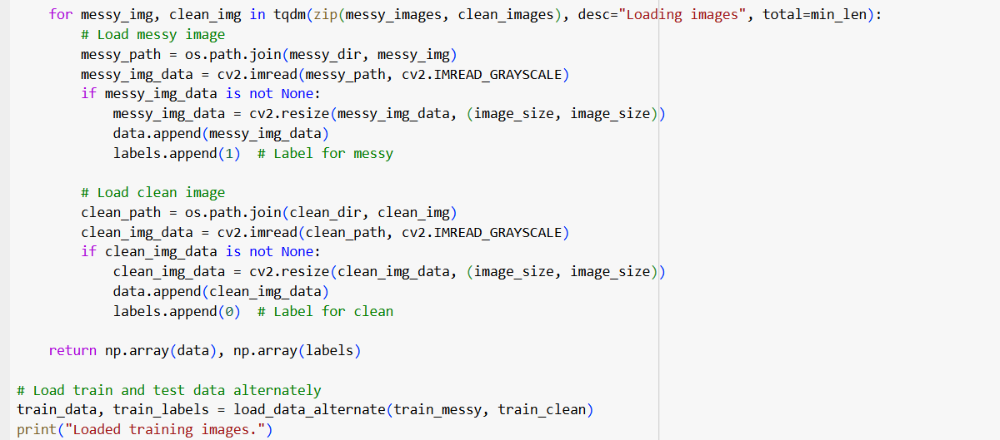 for messy_img, clean_img in tqdm(zip(messy_images, clean_images), desc="Loading images", total=min_len):
# Load messy image
messy_path = os.path.join(messy_dir, messy_img)
messy_img_data = cv2.imread(messy_path, cv2.IMREAD_GRAYSCALE)
if messy_img_data is not None:
messy_img_data = cv2.resize(messy_img_data, (image_size, image_size))
data.append(messy_img_data)
labels.append(1)  # Label for messy
# Load clean image
clean_path = os.path.join(clean_dir, clean_img)
clean_img_data = cv2.imread(clean_path, cv2.IMREAD_GRAYSCALE)
if clean_img_data is not None:
clean_img_data = cv2.resize(clean_img_data, (image_size, image_size))
data.append(clean_img_data)
labels.append(0)  # Label for clean
return np.array(data), np.array(labels)
# Load train and test data alternately
train_data, train_labels = load_data_alternate(train_messy, train_clean)
print("Loaded training images.")